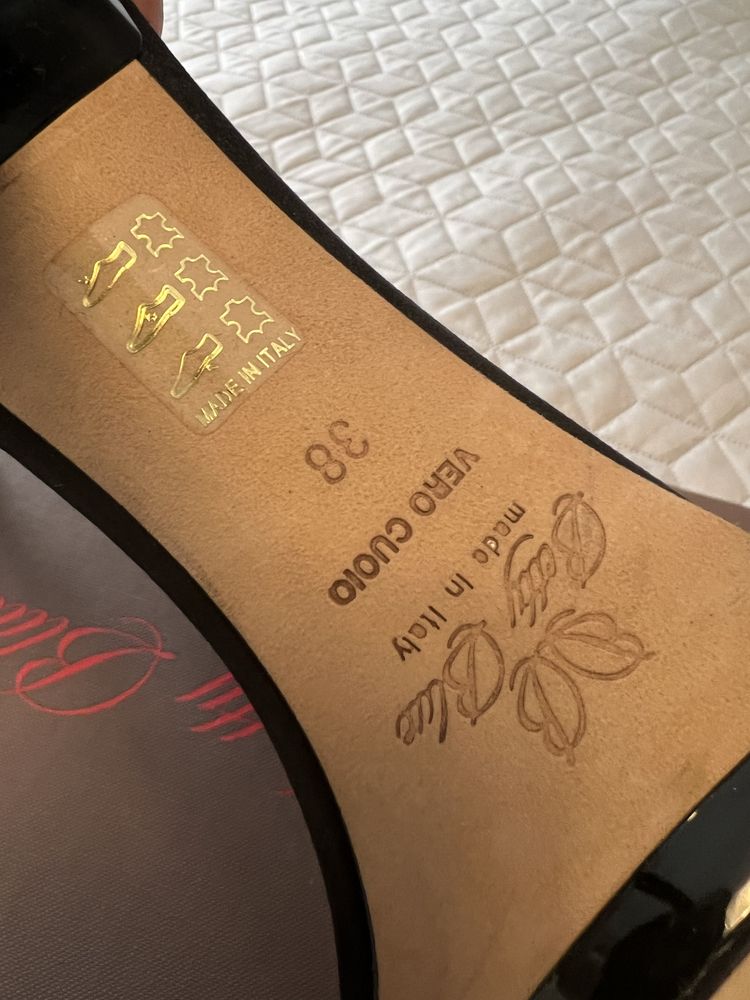 Betty Blue
made in Italy
VERO CUOIO
38
MADE IN ITALY